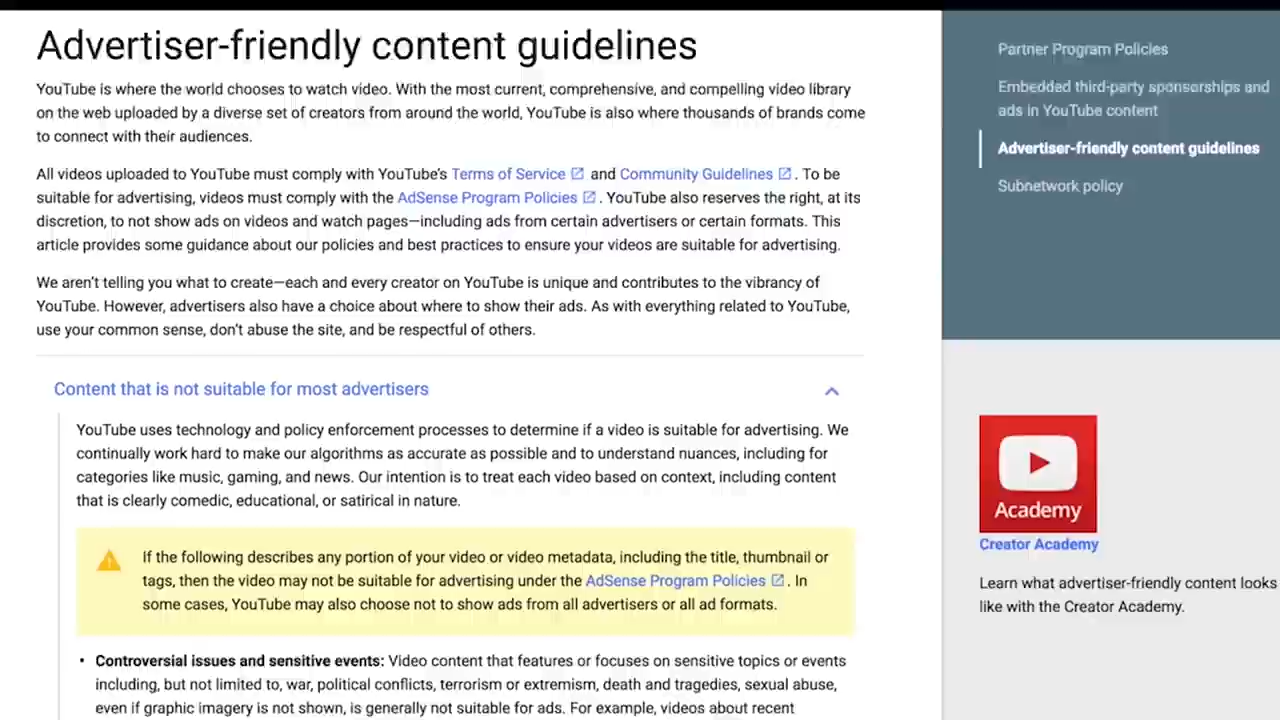 Advertiser-friendly content guidelines
YouTube is where the world chooses to watch video. With the most current, comprehensive, and compelling video library
on the web uploaded by a diverse set of creators from around the world, YouTube is also where thousands of brands come
to connect with their audiences.
All videos uploaded to YouTube must comply with YouTube's Terms of Service and Community Guidelines . To be
suitable for advertising, videos must comply with the AdSense Program Policies . YouTube also reserves the right, at its
discretion, to not show ads on videos and watch pages—including ads from certain advertisers or certain formats. This
article provides some guidance about our policies and best practices to ensure your videos are suitable for advertising.
We aren't telling you what to create—each and every creator on YouTube is unique and contributes to the vibrancy of
YouTube. However, advertisers also have a choice about where to show their ads. As with everything related to YouTube,
use your common sense, don't abuse the site, and be respectful of others.
Content that is not suitable for most advertisers
YouTube uses technology and policy enforcement processes to determine if a video is suitable for advertising. We
continually work hard to make our algorithms as accurate as possible and to understand nuances, including for
categories like music, gaming, and news. Our intention is to treat each video based on context, including content
that is clearly comedic, educational, or satirical in nature.
If the following describes any portion of your video or video metadata, including the title, thumbnail or
tags, then the video may not be suitable for advertising under the AdSense Program Policies . In
some cases, YouTube may also choose not to show ads from all advertisers or all ad formats.
• Controversial issues and sensitive events: Video content that features or focuses on sensitive topics or events
including, but not limited to, war, political conflicts, terrorism or extremism, death and tragedies, sexual abuse,
even if graphic imagery is not shown, is generally not suitable for ads. For example, videos about recent
Partner Program Policies
Embedded third-party sponsorships and
ads in YouTube content
Advertiser-friendly content guidelines
Subnetwork policy
Academy
Creator Academy
Learn what advertiser-friendly content looks
like with the Creator Academy.